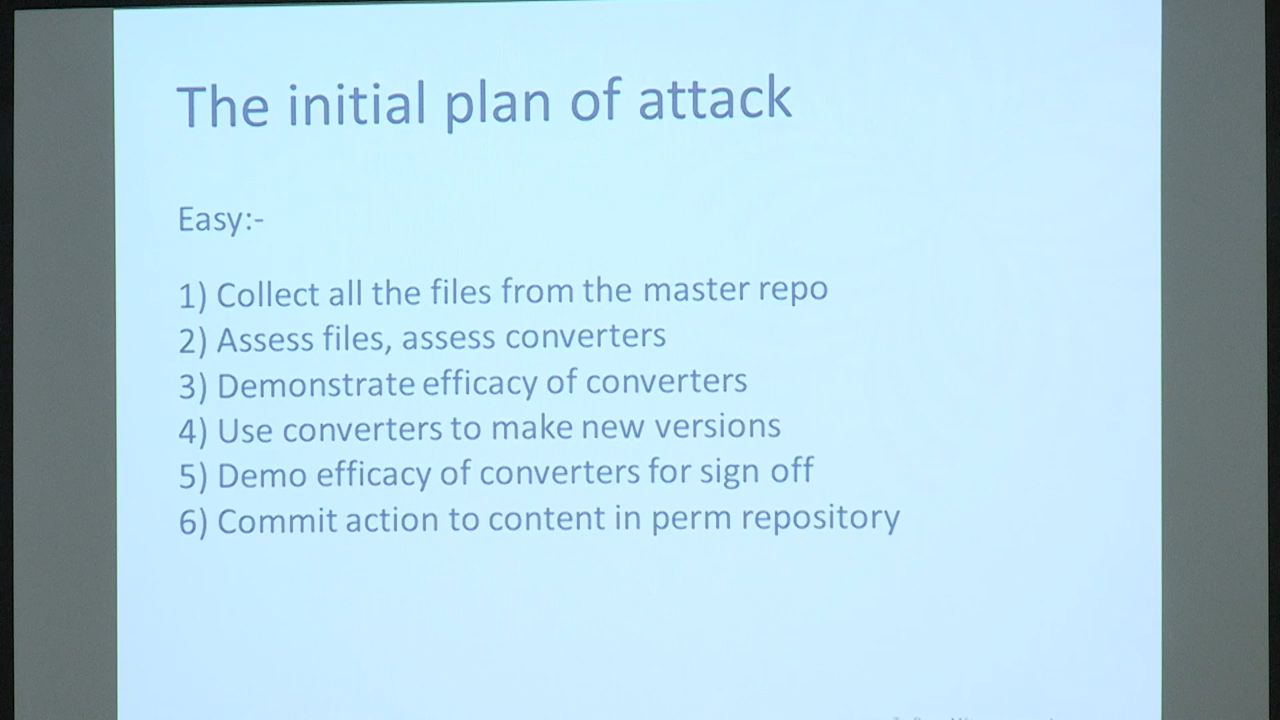 The initial plan of attack
Easy:-
1) Collect all the files from the master repo
2) Assess files, assess converters
3) Demonstrate efficacy of converters
4) Use converters to make new versions
5) Demo efficacy of converters for sign off
6) Commit action to content in perm repository